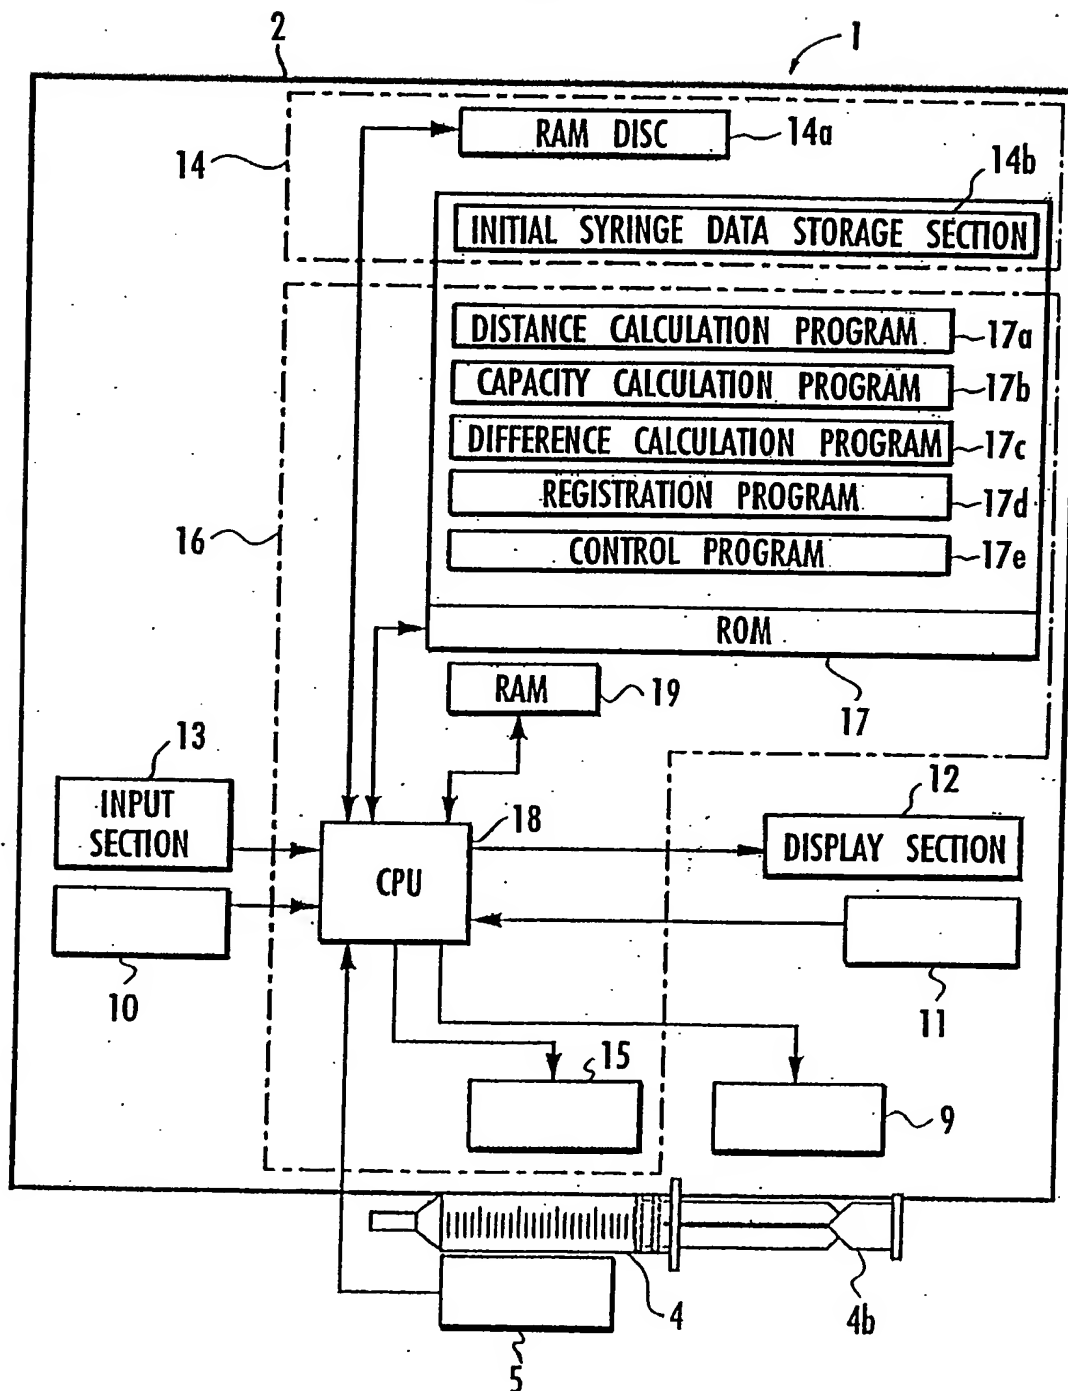 2
1
RAM DISC
14a
14
14b
INITIAL SYRINGE DATA STORAGE SECTION
DISTANCE CALCULATION PROGRAM
17a
CAPACITY CALCULATION PROGRAM
17b
DIFFERENCE CALCULATION PROGRAM
17c
REGISTRATION PROGRAM
17d
16
CONTROL PROGRAM
17e
ROM
RAM
19
17
13
12
INPUT
SECTION
18
DISPLAY SECTION
CPU
10
11
15
9
4
4b
5